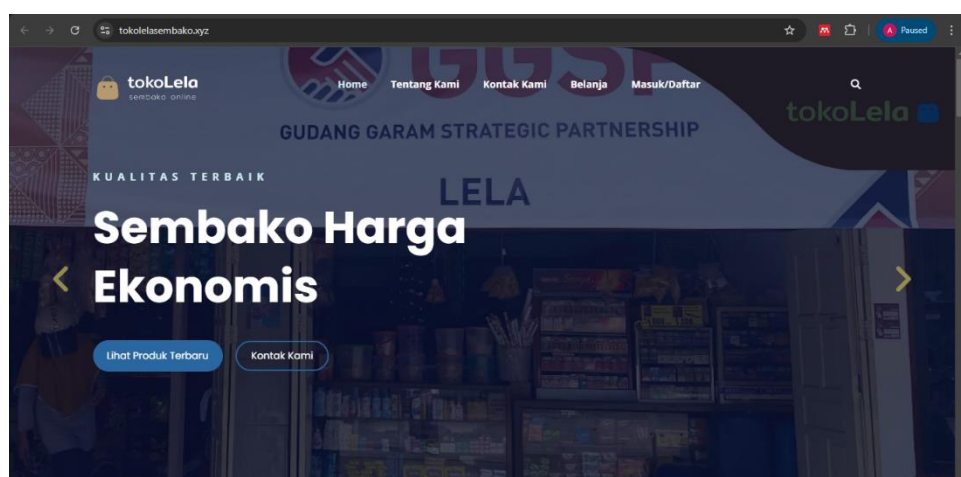 tokolelasembako.xyz
A Paused
GGSP
tokoLela
sembako online
Home Tentang Kami Kontak Kami Belanja Masuk/Daftar
tokoLela
GUDANG GARAM STRATEGIC PARTNERSHIP
KUALITAS TERBAIK
LELA
Sembako Harga
Ekonomis
Lihat Produk Terbaru Kontak Kami